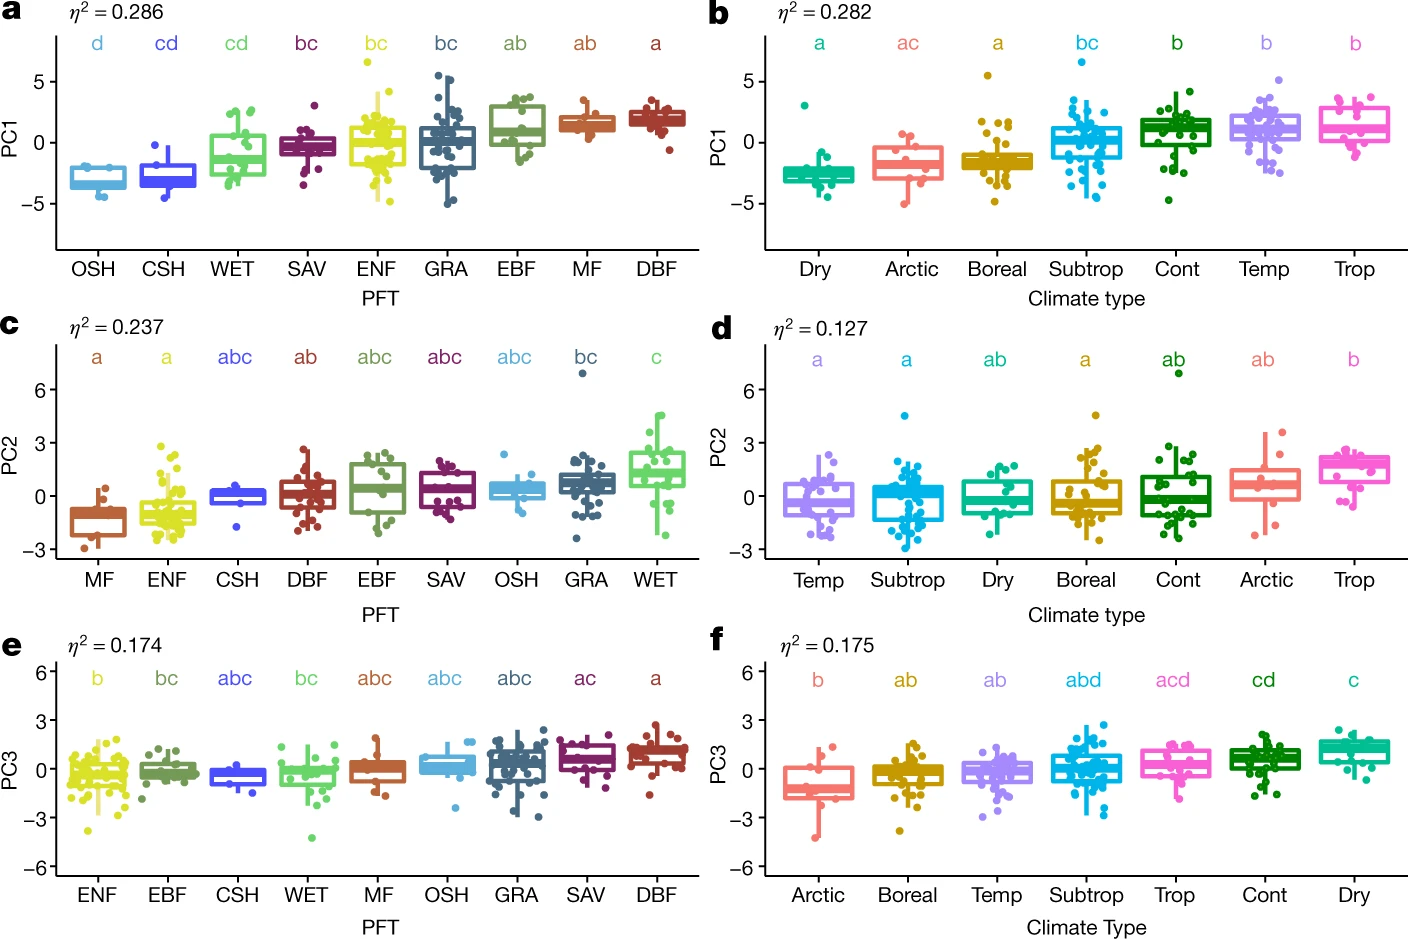 a
η² = 0.286
d cd cd bc bc bc ab ab a
5
0
−5
PC1
OSH CSH WET SAV ENF GRA EBF MF DBF
PFT
b
η² = 0.282
a ac a bc b b b
5
0
−5
PC1
Dry Arctic Boreal Subtrop Cont Temp Trop
Climate type
c
η² = 0.237
a a abc ab abc abc abc bc c
6
3
0
−3
PC2
MF ENF CSH DBF EBF SAV OSH GRA WET
PFT
d
η² = 0.127
a a ab a ab ab b
6
3
0
−3
PC2
Temp Subtrop Dry Boreal Cont Arctic Trop
Climate type
e
η² = 0.174
b bc abc bc abc abc abc ac a
6
3
0
−3
−6
PC3
ENF EBF CSH WET MF OSH GRA SAV DBF
PFT
f
η² = 0.175
b ab ab abd acd cd c
6
3
0
−3
−6
PC3
Arctic Boreal Temp Subtrop Trop Cont Dry
Climate Type